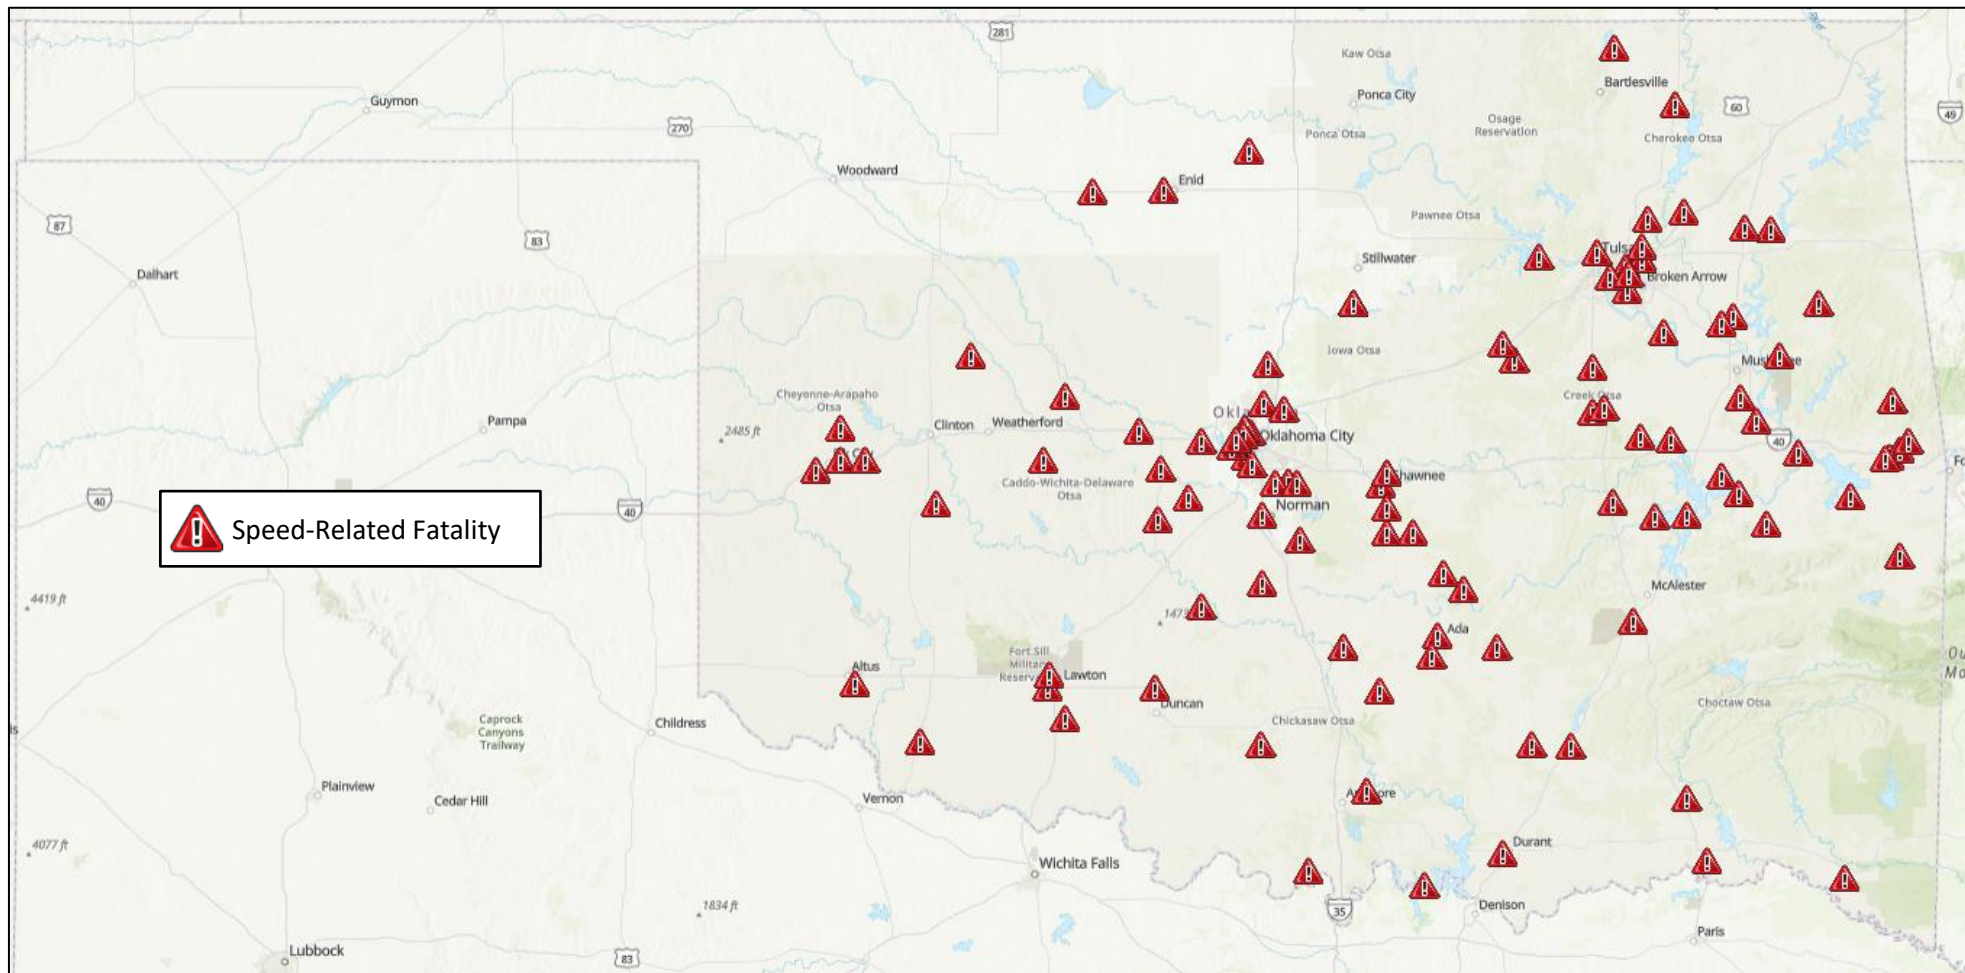 281
Kaw Otsa
Bartlesville
Ponca City
Guymon
60
49
Osage
Reservation
270
Ponca Otsa
Cherokee Otsa
Woodward
Enid
Pawnee Otsa
87
83
Tulsa
Stillwater
Dalhart
Broken Arrow
Iowa Otsa
Cheyenne-Arapaho
Otsa
Creek Otsa
Pampa
2485 ft
Clinton
Weatherford
Oklahoma City
40
Shawnee
Caddo-Wichita-Delaware
Otsa
40
40
Norman
Speed-Related Fatality
McAlester
4419 ft
Ada
Fort Sill
Altus
Lawton
Duncan
Choctaw Otsa
Caprock
Canyons
Trailway
Childress
Chickasaw Otsa
Plainview
Cedar Hill
Vernon
4077 ft
Durant
Wichita Falls
1834 ft
35
Denison
Paris
Lubbock
83